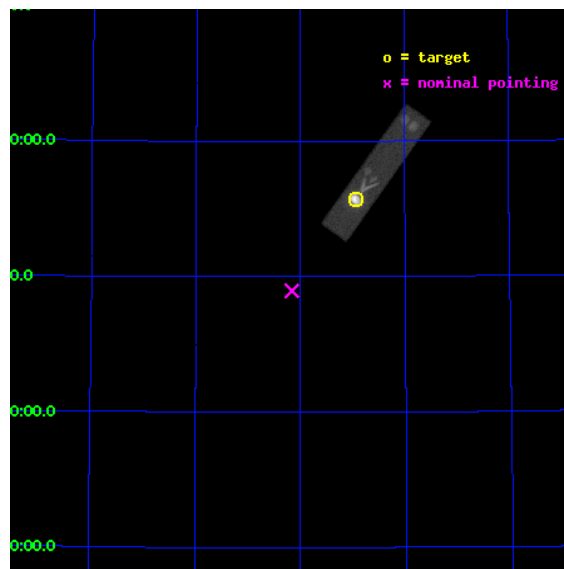 o = target
x = nominal pointing
0:00.0
0.0
0:00.0
0:00.0